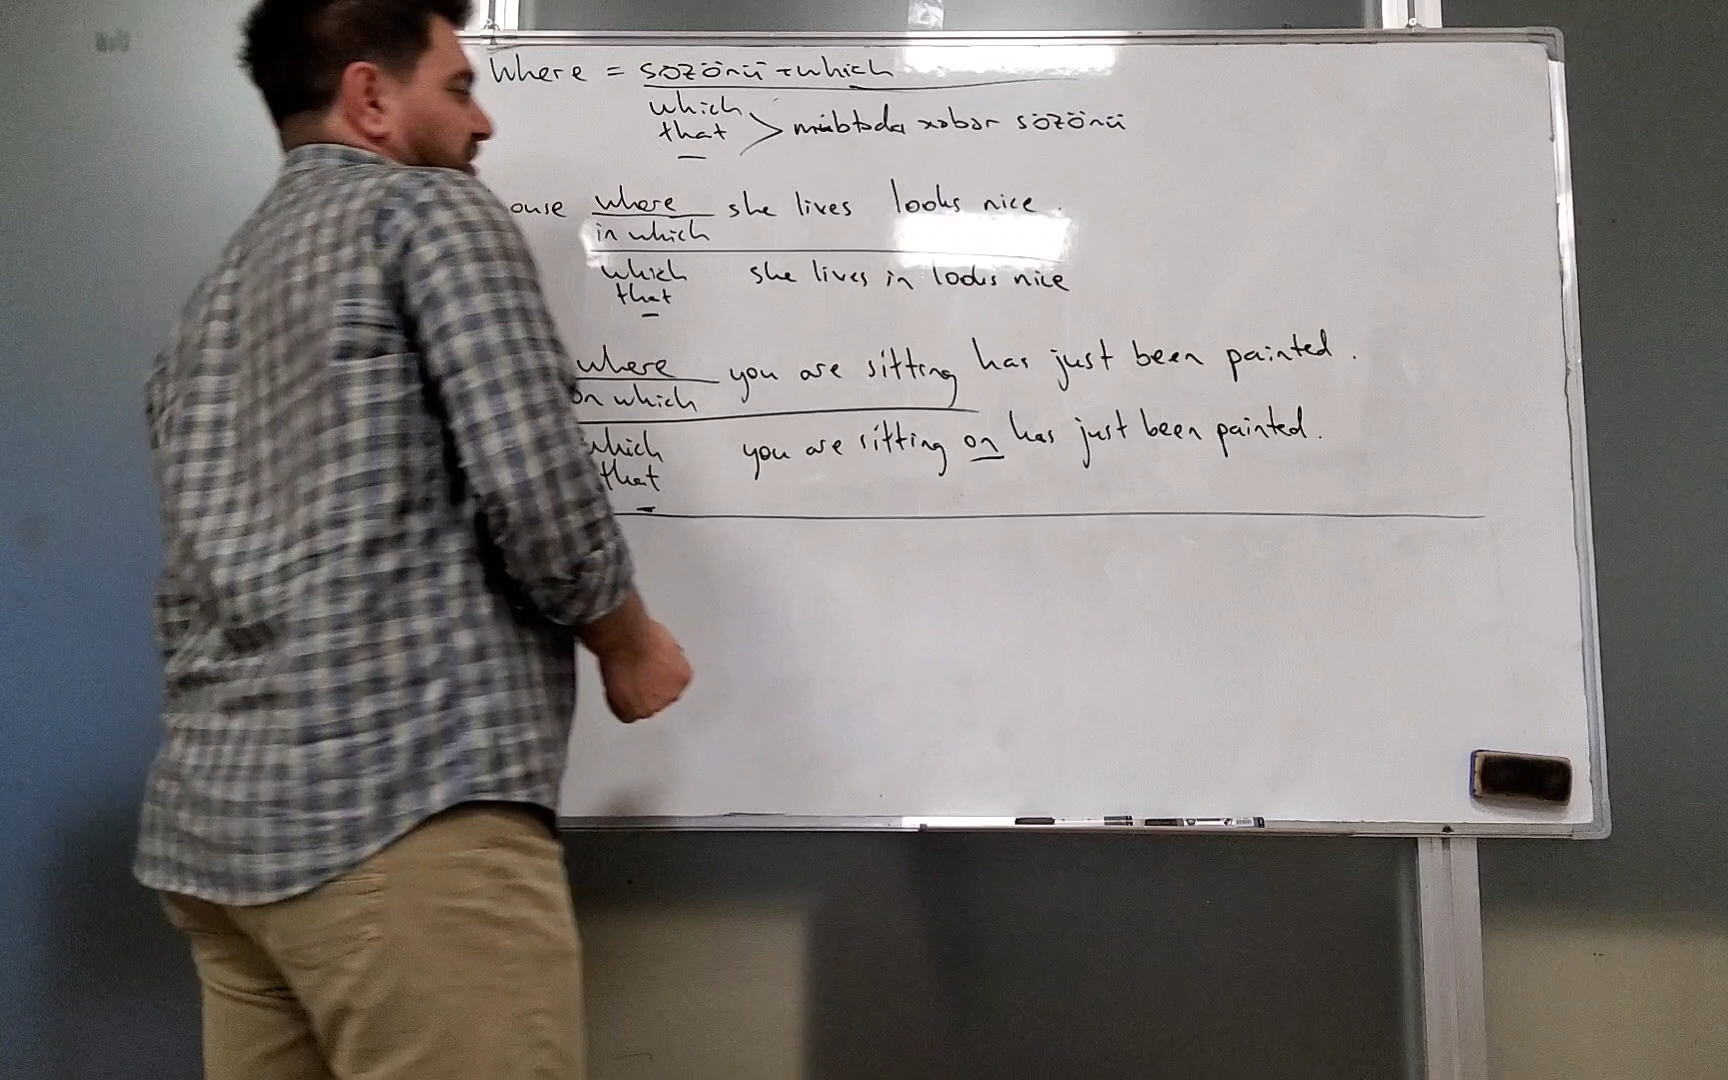 Where = sözönü + which
which
that > mübtəda xəbər sözönü
ouse where she lives looks nice.
in which
which she lives in looks nice
that
where you are sitting has just been painted.
on which
which you are sitting on has just been painted.
that